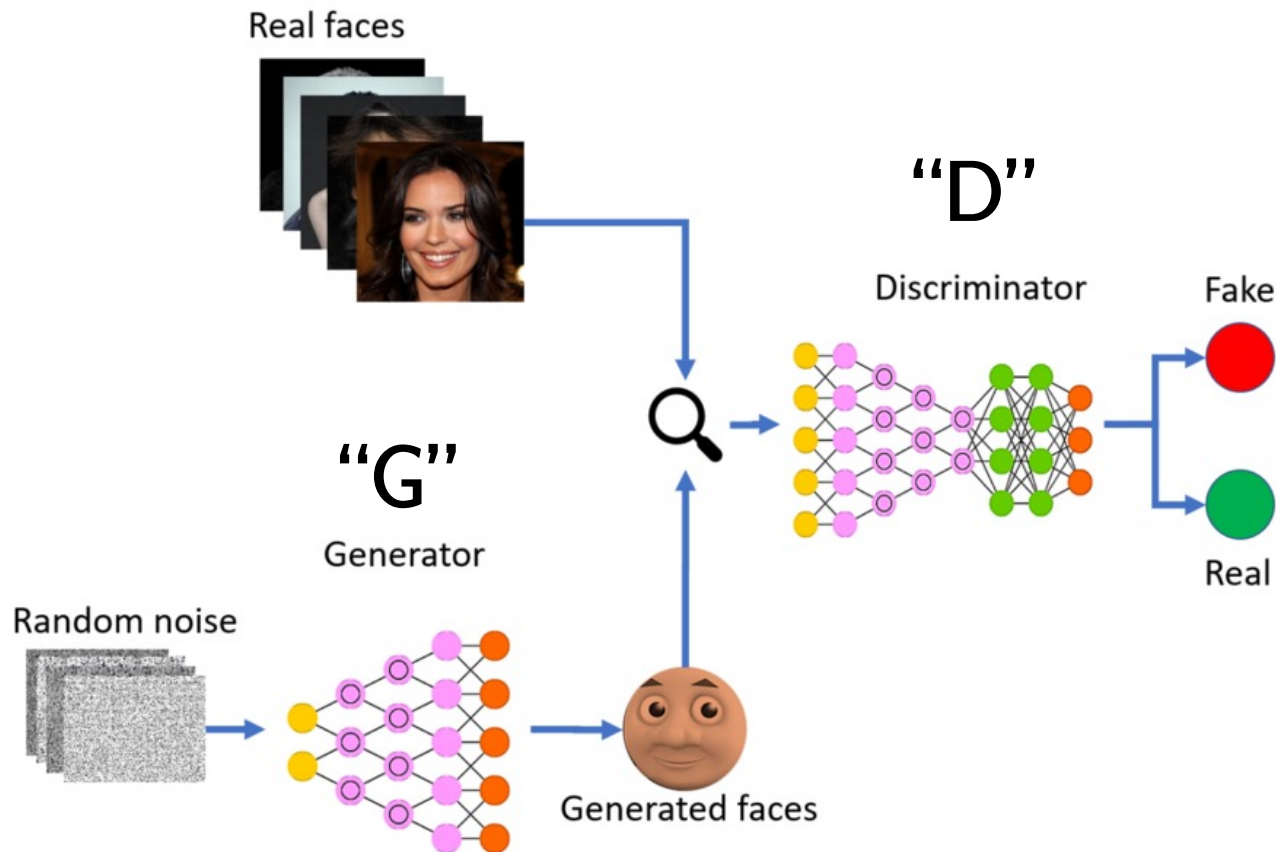 Real faces
“D”
Discriminator
Fake
“G”
Generator
Real
Random noise
Generated faces